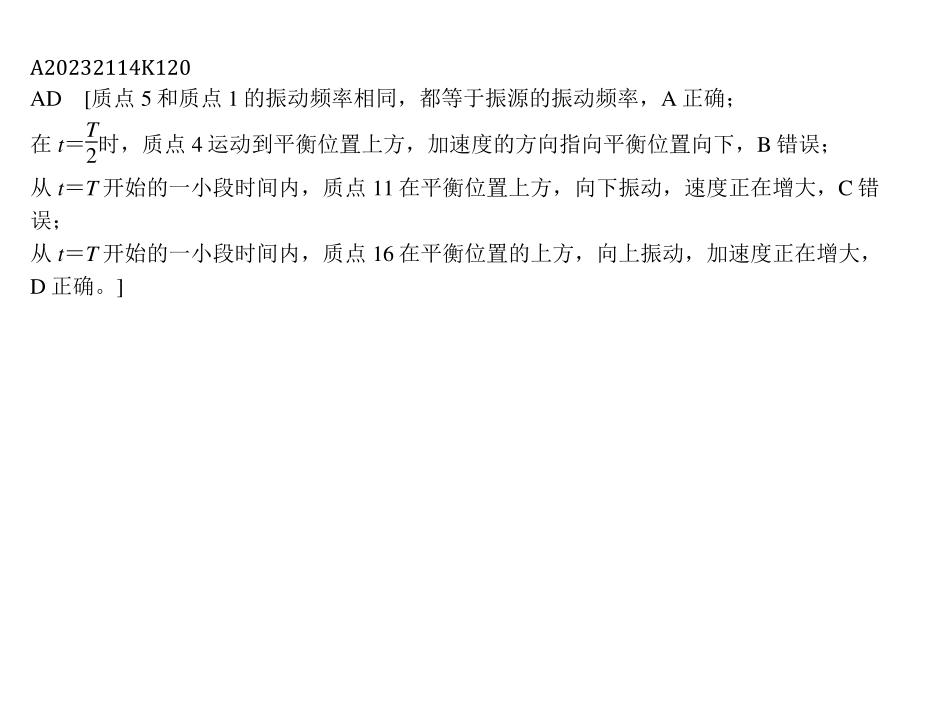 A20232114K120
AD [质点 5 和质点 1 的振动频率相同，都等于振源的振动频率，A 正确；
在 t＝T/2时，质点 4 运动到平衡位置上方，加速度的方向指向平衡位置向下，B 错误；
从 t＝T 开始的一小段时间内，质点 11 在平衡位置上方，向下振动，速度正在增大，C 错
误；
从 t＝T 开始的一小段时间内，质点 16 在平衡位置的上方，向上振动，加速度正在增大，
D 正确。]